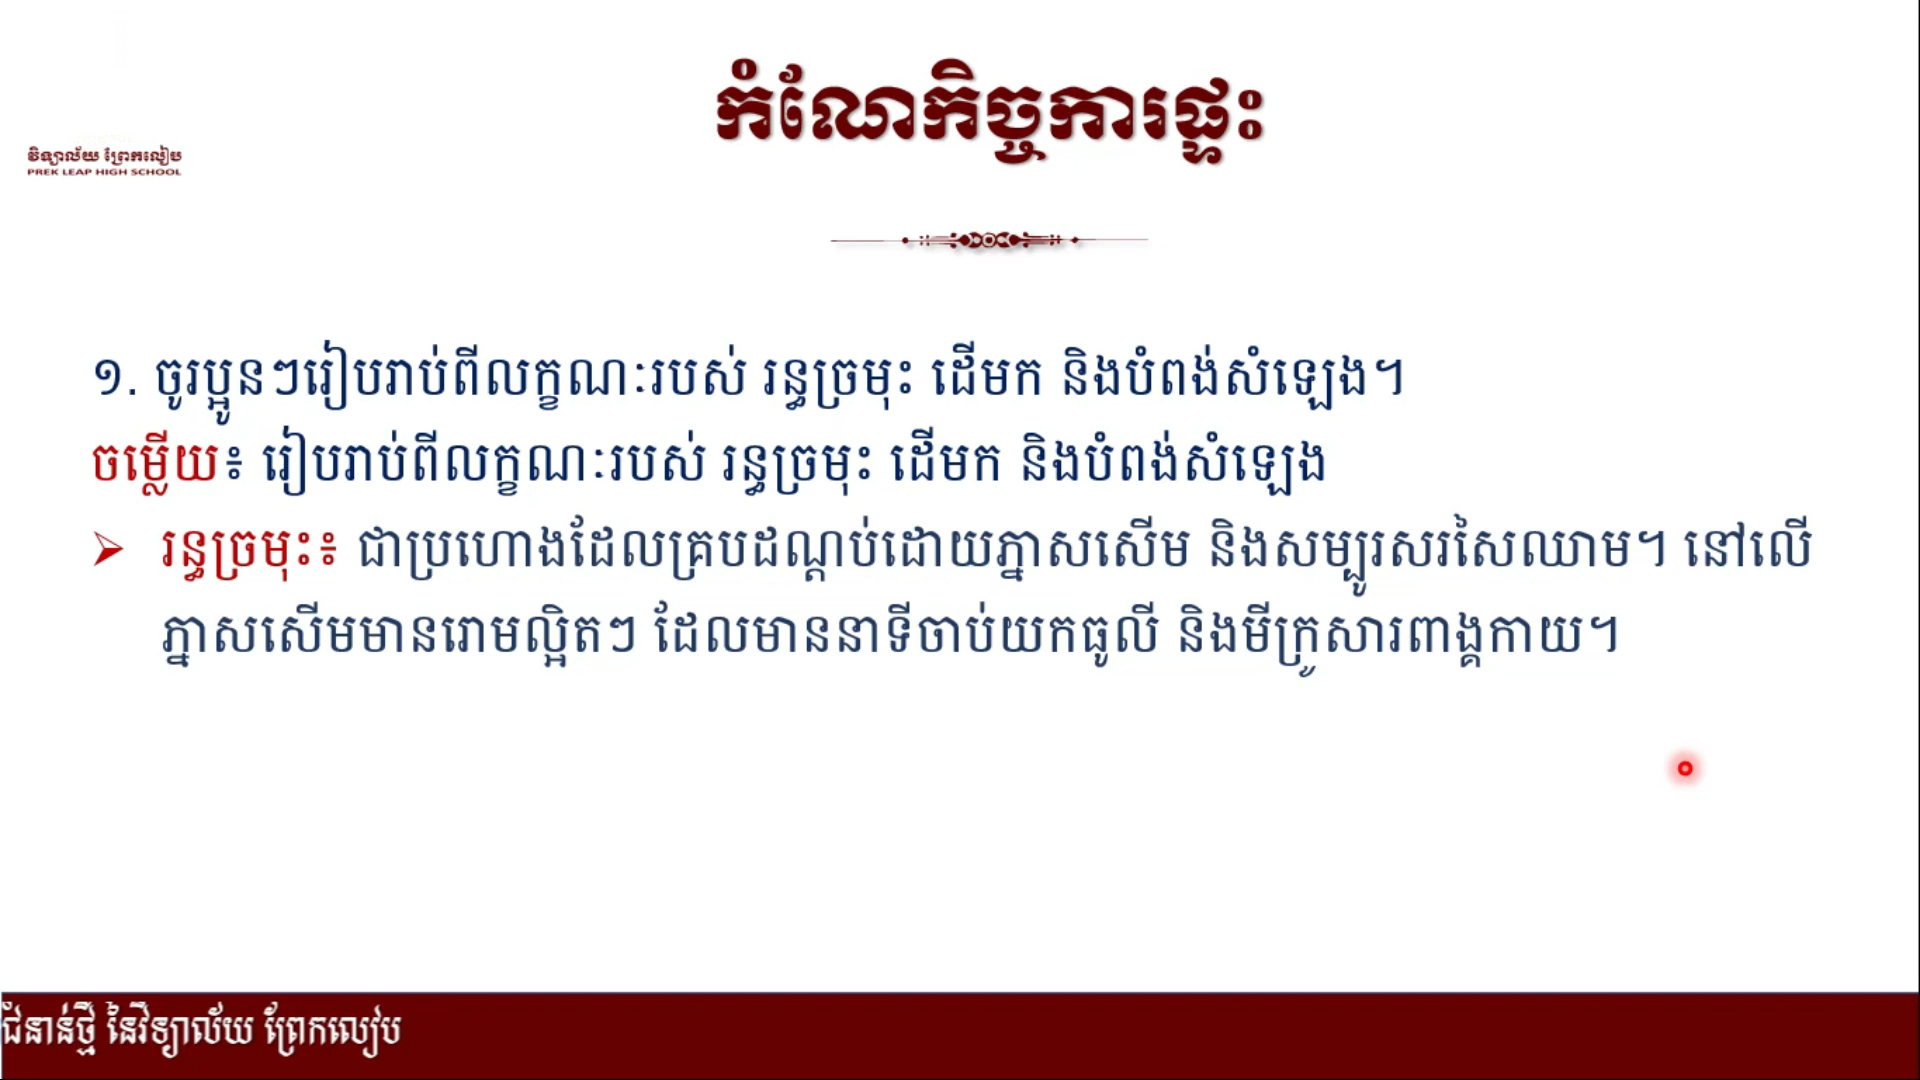 កំណែកិច្ចការផ្ទះ
វិទ្យាល័យ ព្រែកលៀប
PREK LEAP HIGH SCHOOL
១. ចូរប្អូនៗរៀបរាប់ពីលក្ខណៈរបស់ រន្ធច្រមុះ ដើមក និងបំពង់សំឡេង។
ចម្លើយ៖ រៀបរាប់ពីលក្ខណៈរបស់ រន្ធច្រមុះ ដើមក និងបំពង់សំឡេង
➢ រន្ធច្រមុះ៖ ជាប្រហោងដែលគ្របដណ្ដប់ដោយភ្នាសសើម និងសម្បូរសរសៃឈាម។ នៅលើ
ភ្នាសសើមមានរោមល្អិតៗ ដែលមាននាទីចាប់យកធូលី និងមីក្រូសារពាង្គកាយ។
ជំនាន់ថ្មី នៃវិទ្យាល័យ ព្រែកលៀប